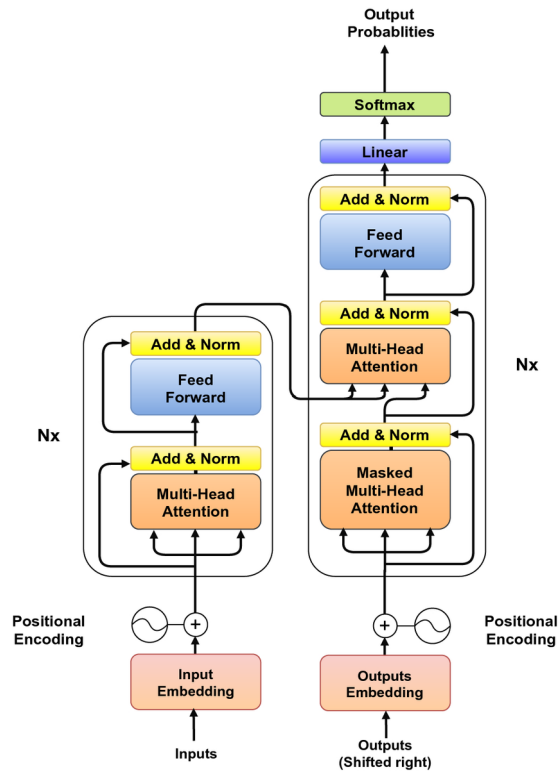 Output
Probablities
Softmax
Linear
Add & Norm
Feed
Forward
Add & Norm
Multi-Head
Attention
Nx
Add & Norm
Masked
Multi-Head
Attention
Add & Norm
Feed
Forward
Nx
Add & Norm
Multi-Head
Attention
Positional
Encoding
+
+
Positional
Encoding
Input
Embedding
Outputs
Embedding
Inputs
Outputs
(Shifted right)